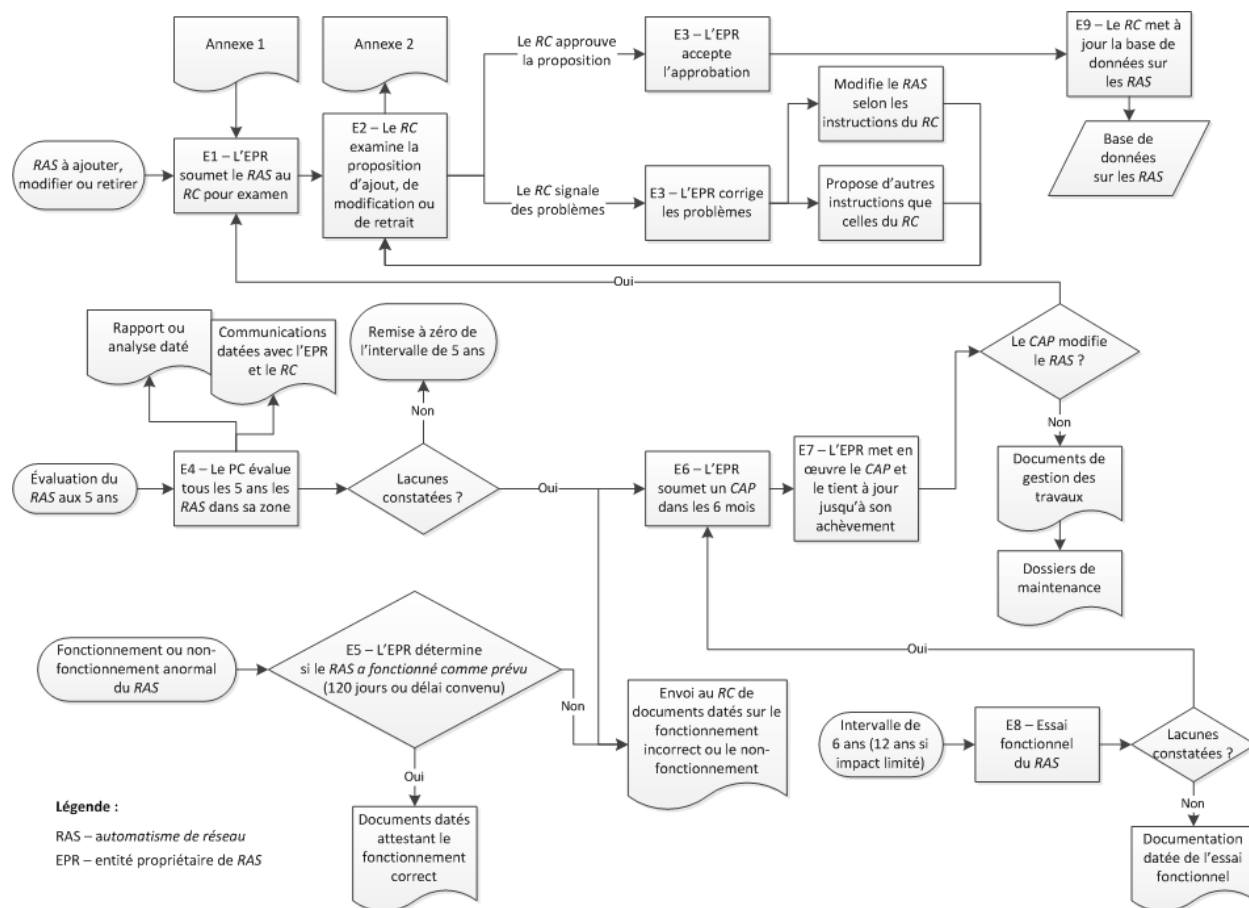 Annexe 1
Annexe 2
Le RC approuve
la proposition
E3 – L'EPR
accepte
l'approbation
E9 – Le RC met à
jour la base de
données sur
les RAS
Modifie le RAS
selon les
instructions du RC
Base de
données
sur les RAS
RAS à ajouter,
modifier ou retirer
E1 – L'EPR
soumet le RAS au
RC pour examen
E2 – Le RC
examine la
proposition
d'ajout, de
modification ou
de retrait
Le RC signale
des problèmes
E3 – L'EPR corrige
les problèmes
Propose d'autres
instructions que
celles du RC
Oui
Rapport ou
analyse daté
Communications
datées avec l'EPR
et le RC
Remise à zéro de
l'intervalle de 5 ans
Le CAP modifie
le RAS ?
Non
Non
Évaluation du
RAS aux 5 ans
E4 – Le PC évalue
tous les 5 ans les
RAS dans sa zone
Lacunes
constatées ?
Oui
E6 – L'EPR
soumet un CAP
dans les 6 mois
E7 – L'EPR met en
œuvre le CAP et
le tient à jour
jusqu'à son
achèvement
Documents de
gestion des
travaux
Dossiers de
maintenance
Fonctionnement ou non-
fonctionnement anormal
du RAS
E5 – L'EPR détermine
si le RAS a fonctionné comme prévu
(120 jours ou délai convenu)
Non
Oui
Envoi au RC de
documents datés sur le
fonctionnement
incorrect ou le non-
fonctionnement
Oui
Intervalle de
6 ans (12 ans si
impact limité)
E8 – Essai
fonctionnel
du RAS
Lacunes
constatées ?
Non
Documents datés
attestant le
fonctionnement
correct
Documentation
datée de l'essai
fonctionnel
Légende :
RAS – automatisme de réseau
EPR – entité propriétaire de RAS